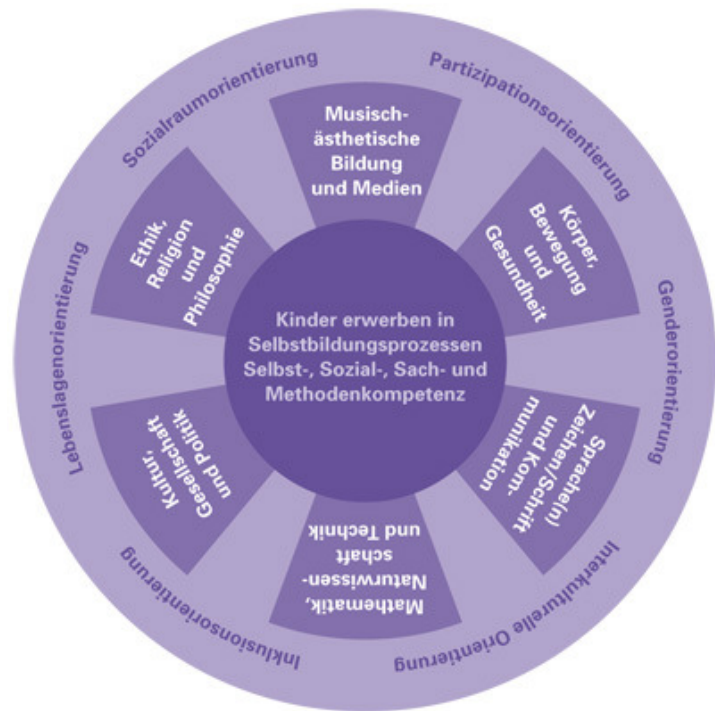 Sozialraumorientierung
Partizipationsorientierung
Genderorientierung
Interkulturelle Orientierung
Inklusionsorientierung
Lebenslagenorientierung
Musisch-
ästhetische
Bildung
und Medien
Körper,
Bewegung
und
Gesundheit
Sprache(n)
Zeichen/Schrift
und Kom-
munikation
Mathematik,
Naturwissen-
schaft
und Technik
Kultur,
Gesellschaft
und Politik
Ethik,
Religion
und
Philosophie
Kinder erwerben in
Selbstbildungsprozessen
Selbst-, Sozial-, Sach- und
Methodenkompetenz